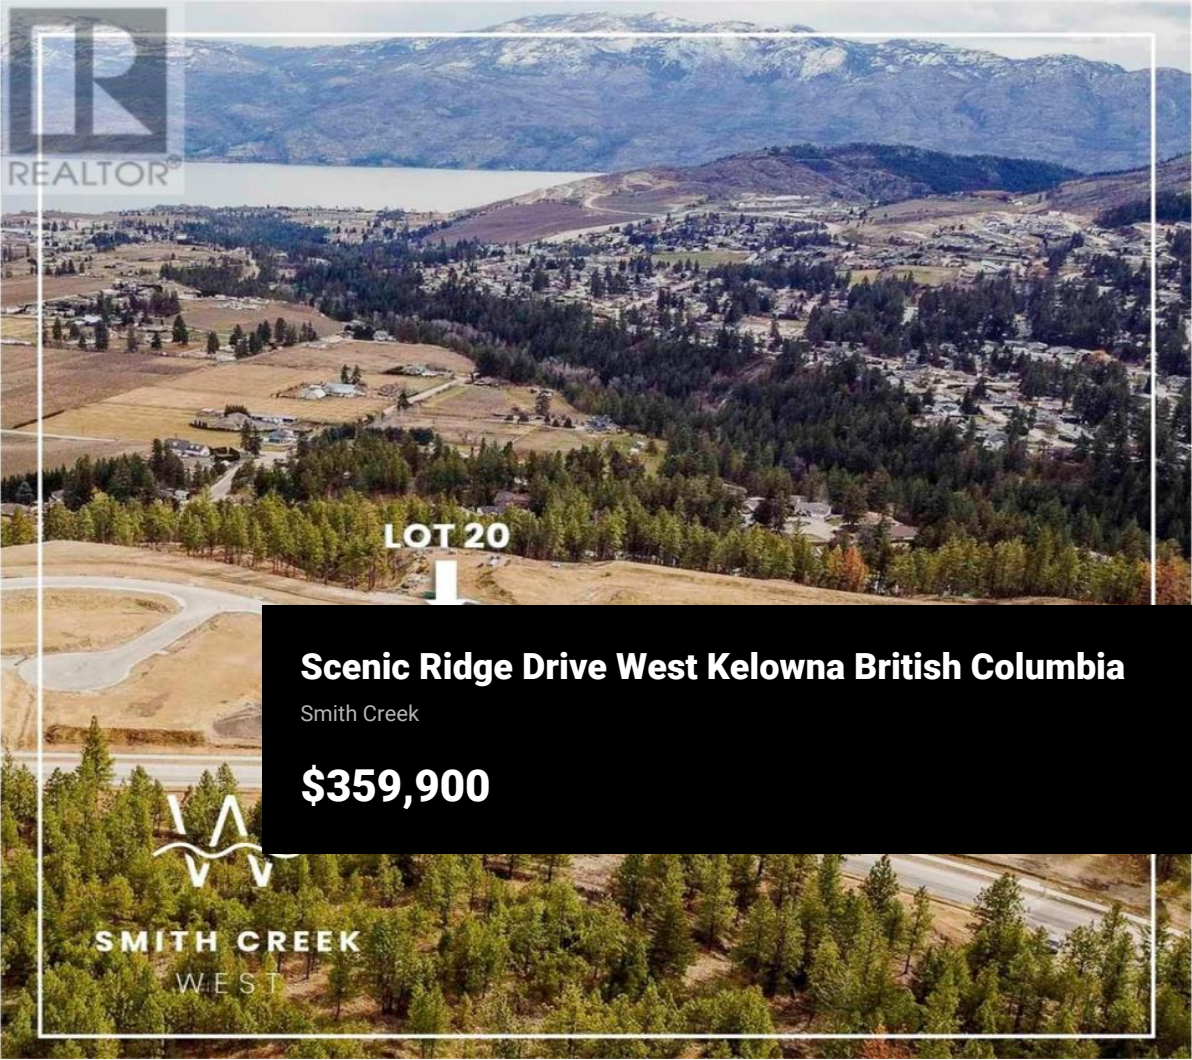 REALTOR®
LOT 20
Scenic Ridge Drive West Kelowna British Columbia
Smith Creek
$359,900
SMITH CREEK
WEST